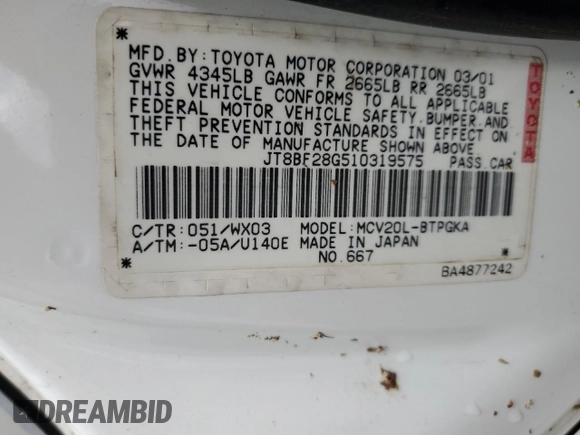 MFD. BY: TOYOTA MOTOR CORPORATION 03/01
GVWR 4345LB GAWR FR 2665LB RR 2665LB
THIS VEHICLE CONFORMS TO ALL APPLICABLE
FEDERAL MOTOR VEHICLE SAFETY, BUMPER, AND
THEFT PREVENTION STANDARDS IN EFFECT ON
THE DATE OF MANUFACTURE SHOWN ABOVE.
JT8BF28G510319575 PASS. CAR
C/TR: 051/WX03 MODEL: MCV20L-BTPGKA
A/TM: -05A/U140E MADE IN JAPAN
NO. 667
BA4877242
TOYOTA
DREAMBID